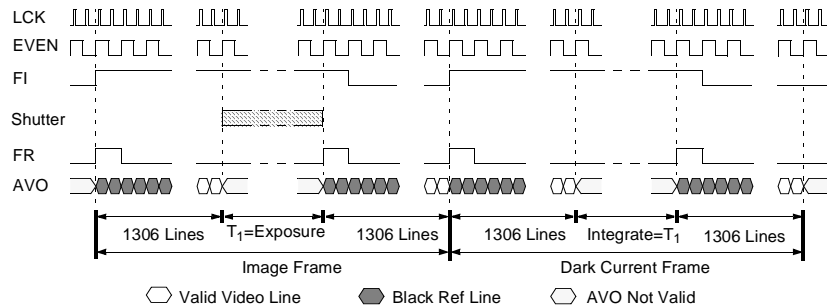 LCK
EVEN
FI
Shutter
FR
AVO
1306 Lines T1=Exposure 1306 Lines 1306 Lines Integrate=T1 1306 Lines
Image Frame Dark Current Frame
Valid Video Line Black Ref Line AVO Not Valid